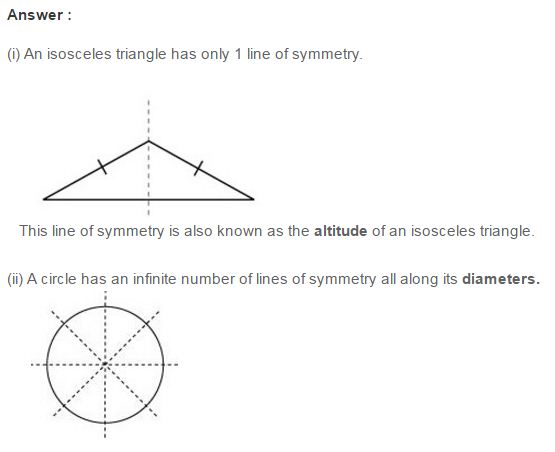 Answer :
(i) An isosceles triangle has only 1 line of symmetry.
This line of symmetry is also known as the altitude of an isosceles triangle.
(ii) A circle has an infinite number of lines of symmetry all along its diameters.